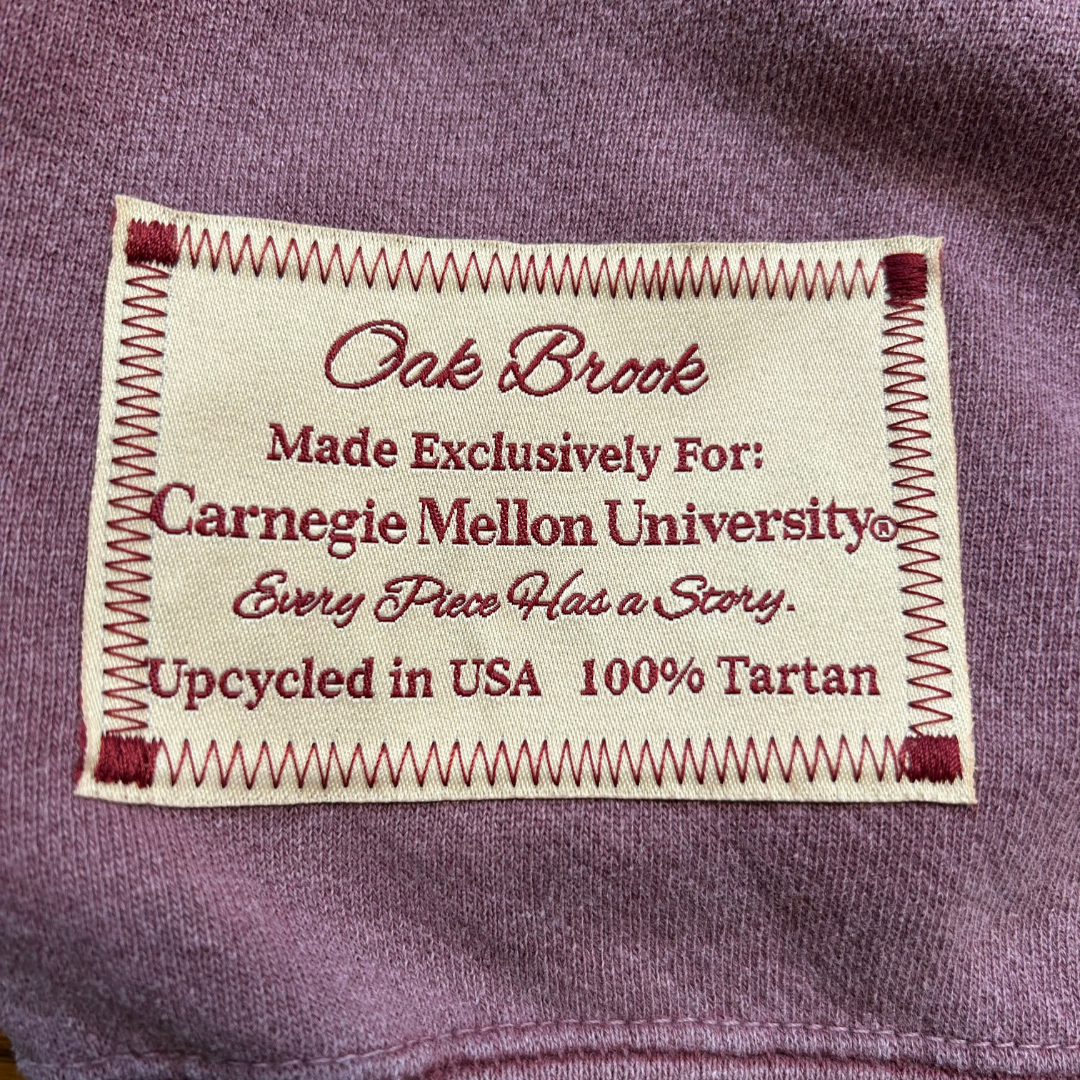 Oak Brook
Made Exclusively For:
Carnegie Mellon University®
Every Piece Has a Story.
Upcycled in USA 100% Tartan